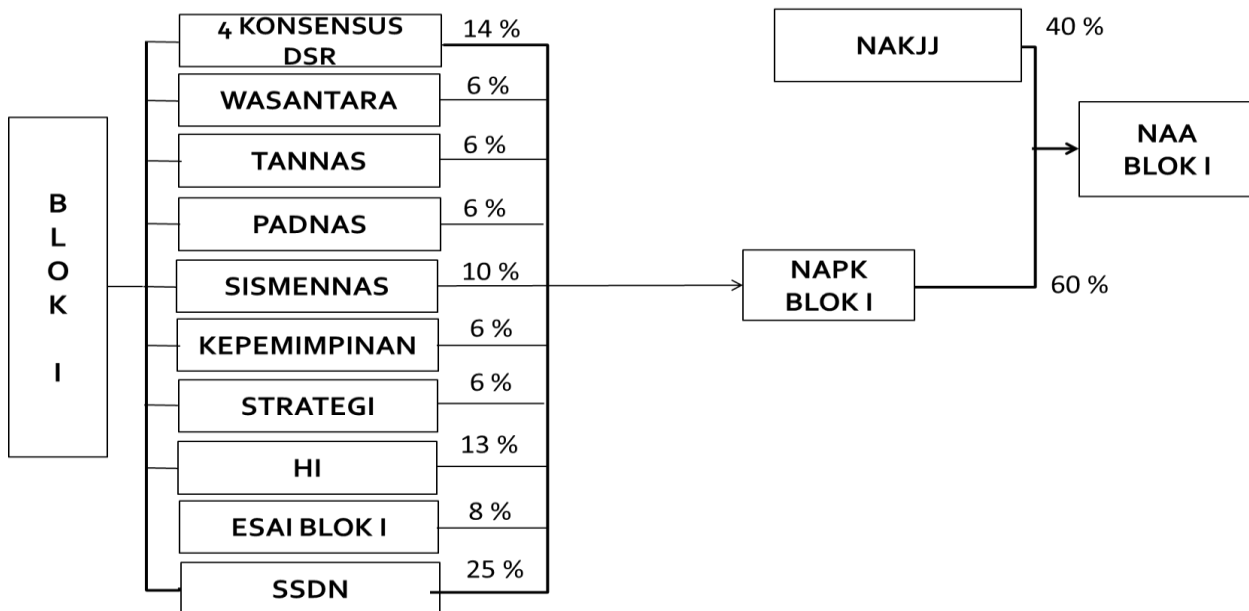 B
L
O
K
I
4 KONSENSUS
DSR
14 %
WASANTARA
6 %
TANNAS
6 %
PADNAS
6 %
SISMENNAS
10 %
KEPEMIMPINAN
6 %
STRATEGI
6 %
HI
13 %
ESAI BLOK I
8 %
SSDN
25 %
NAPK
BLOK I
60 %
NAKJJ
40 %
NAA
BLOK I